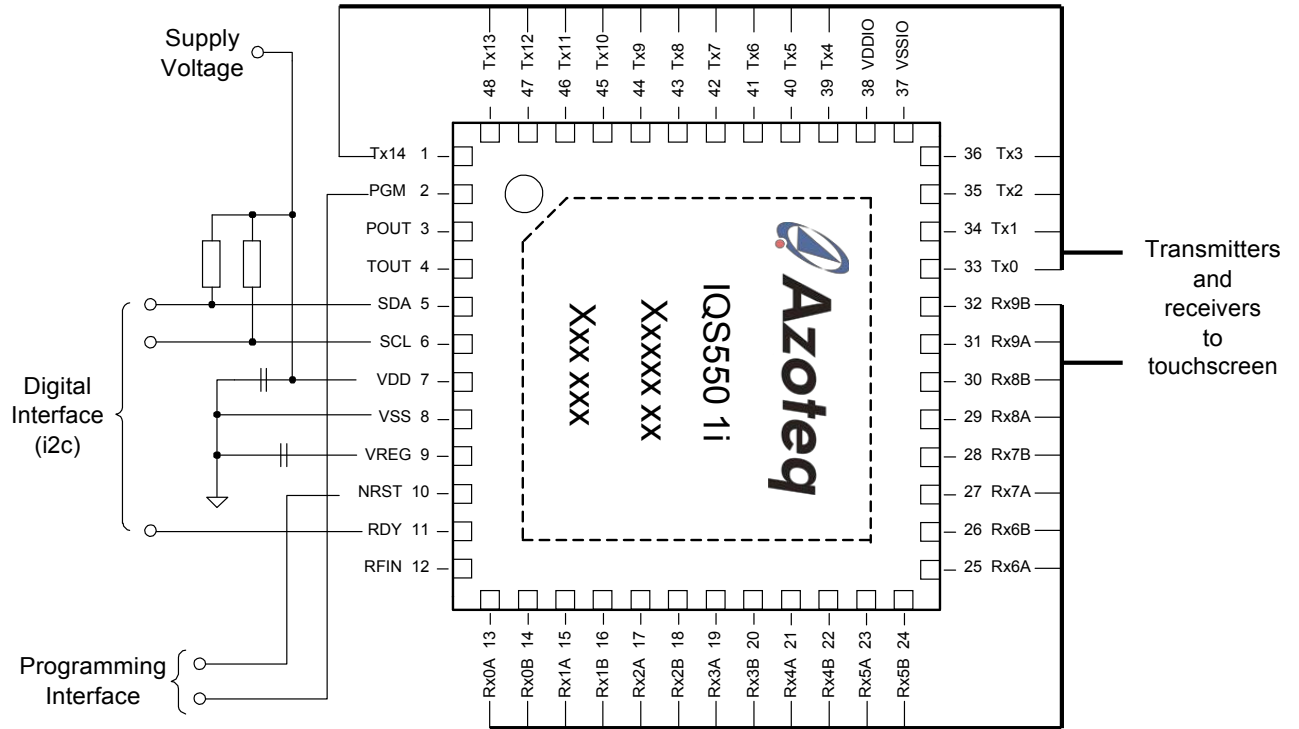 Supply
Voltage
48 Tx13
47 Tx12
46 Tx11
45 Tx10
44 Tx9
43 Tx8
42 Tx7
41 Tx6
40 Tx5
39 Tx4
38 VDDIO
37 VSSIO
Tx14 1
PGM 2
POUT 3
TOUT 4
SDA 5
SCL 6
VDD 7
VSS 8
VREG 9
NRST 10
RDY 11
RFIN 12
Digital
Interface
(i2c)
Programming
Interface
Azoteq
IQS550 1i
Xxxxx xx
Xxx xxx
36 Tx3
35 Tx2
34 Tx1
33 Tx0
32 Rx9B
31 Rx9A
30 Rx8B
29 Rx8A
28 Rx7B
27 Rx7A
26 Rx6B
25 Rx6A
Transmitters
and
receivers
to
touchscreen
Rx0A 13
Rx0B 14
Rx1A 15
Rx1B 16
Rx2A 17
Rx2B 18
Rx3A 19
Rx3B 20
Rx4A 21
Rx4B 22
Rx5A 23
Rx5B 24